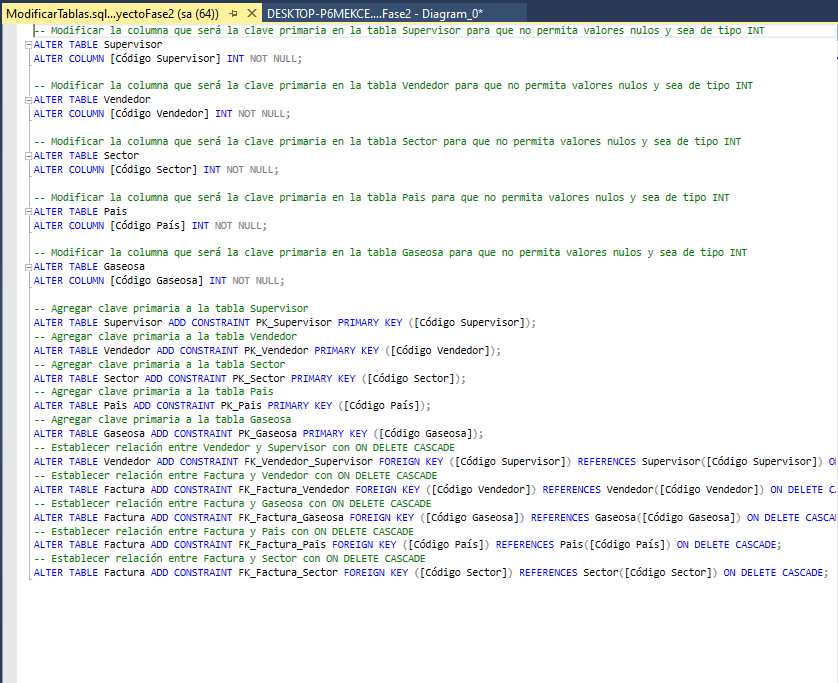 ModificarTablas.sql...yectoFase2 (sa (64))
DESKTOP-P6MEKCE....Fase2 - Diagram_0*
-- Modificar la columna que será la clave primaria en la tabla Supervisor para que no permita valores nulos y sea de tipo INT
ALTER TABLE Supervisor
ALTER COLUMN [Código Supervisor] INT NOT NULL;
-- Modificar la columna que será la clave primaria en la tabla Vendedor para que no permita valores nulos y sea de tipo INT
ALTER TABLE Vendedor
ALTER COLUMN [Código Vendedor] INT NOT NULL;
-- Modificar la columna que será la clave primaria en la tabla Sector para que no permita valores nulos y sea de tipo INT
ALTER TABLE Sector
ALTER COLUMN [Código Sector] INT NOT NULL;
-- Modificar la columna que será la clave primaria en la tabla Pais para que no permita valores nulos y sea de tipo INT
ALTER TABLE Pais
ALTER COLUMN [Código País] INT NOT NULL;
-- Modificar la columna que será la clave primaria en la tabla Gaseosa para que no permita valores nulos y sea de tipo INT
ALTER TABLE Gaseosa
ALTER COLUMN [Código Gaseosa] INT NOT NULL;
-- Agregar clave primaria a la tabla Supervisor
ALTER TABLE Supervisor ADD CONSTRAINT PK_Supervisor PRIMARY KEY ([Código Supervisor]);
-- Agregar clave primaria a la tabla Vendedor
ALTER TABLE Vendedor ADD CONSTRAINT PK_Vendedor PRIMARY KEY ([Código Vendedor]);
-- Agregar clave primaria a la tabla Sector
ALTER TABLE Sector ADD CONSTRAINT PK_Sector PRIMARY KEY ([Código Sector]);
-- Agregar clave primaria a la tabla Pais
ALTER TABLE Pais ADD CONSTRAINT PK_Pais PRIMARY KEY ([Código País]);
-- Agregar clave primaria a la tabla Gaseosa
ALTER TABLE Gaseosa ADD CONSTRAINT PK_Gaseosa PRIMARY KEY ([Código Gaseosa]);
-- Establecer relación entre Vendedor y Supervisor con ON DELETE CASCADE
ALTER TABLE Vendedor ADD CONSTRAINT FK_Vendedor_Supervisor FOREIGN KEY ([Código Supervisor]) REFERENCES Supervisor([Código Supervisor]) O
-- Establecer relación entre Factura y Vendedor con ON DELETE CASCADE
ALTER TABLE Factura ADD CONSTRAINT FK_Factura_Vendedor FOREIGN KEY ([Código Vendedor]) REFERENCES Vendedor([Código Vendedor]) ON DELETE C
-- Establecer relación entre Factura y Gaseosa con ON DELETE CASCADE
ALTER TABLE Factura ADD CONSTRAINT FK_Factura_Gaseosa FOREIGN KEY ([Código Gaseosa]) REFERENCES Gaseosa([Código Gaseosa]) ON DELETE CASCA
-- Establecer relación entre Factura y Pais con ON DELETE CASCADE
ALTER TABLE Factura ADD CONSTRAINT FK_Factura_Pais FOREIGN KEY ([Código País]) REFERENCES Pais([Código País]) ON DELETE CASCADE;
-- Establecer relación entre Factura y Sector con ON DELETE CASCADE
ALTER TABLE Factura ADD CONSTRAINT FK_Factura_Sector FOREIGN KEY ([Código Sector]) REFERENCES Sector([Código Sector]) ON DELETE CASCADE;